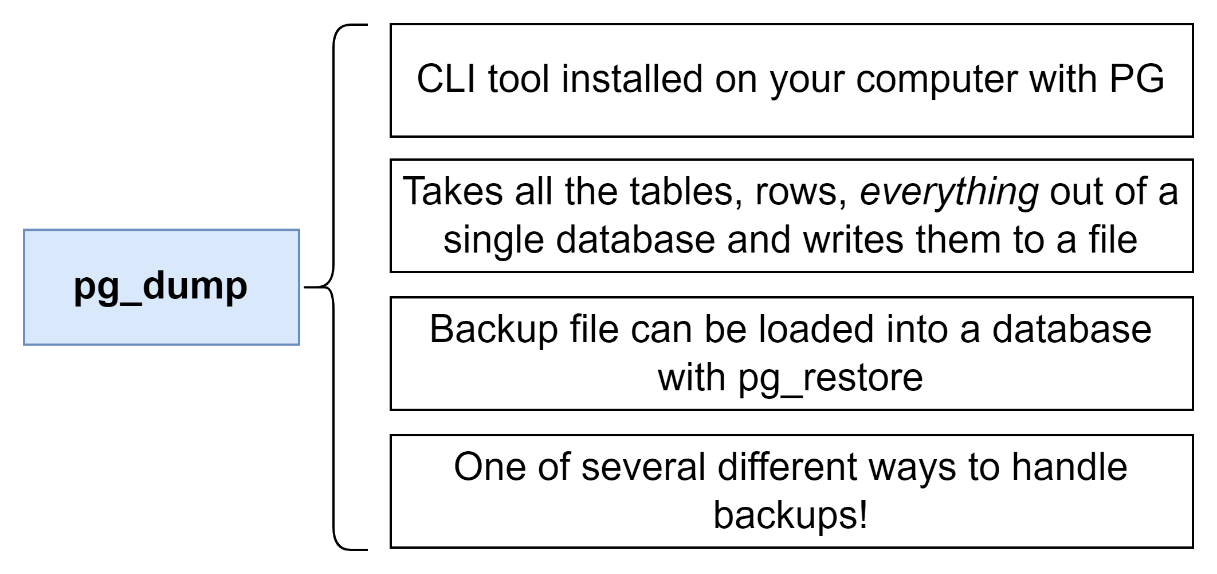 CLI tool installed on your computer with PG
Takes all the tables, rows, everything out of a
single database and writes them to a file
pg_dump
Backup file can be loaded into a database
with pg_restore
One of several different ways to handle
backups!